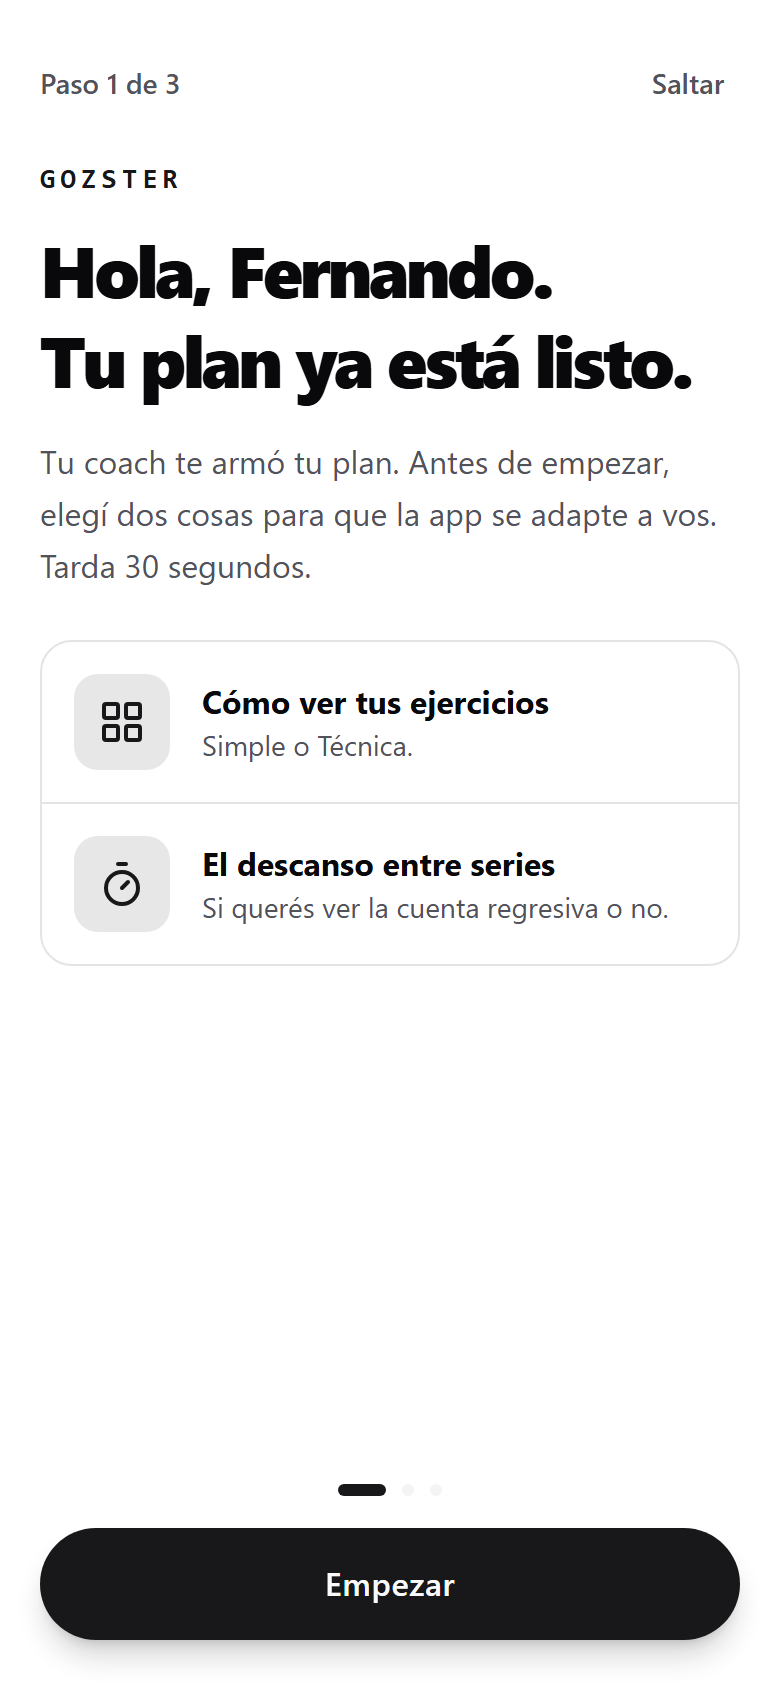 Paso 1 de 3
Saltar
GOZSTER
Hola, Fernando.
Tu plan ya está listo.
Tu coach te armó tu plan. Antes de empezar,
elegí dos cosas para que la app se adapte a vos.
Tarda 30 segundos.
Cómo ver tus ejercicios
Simple o Técnica.
El descanso entre series
Si querés ver la cuenta regresiva o no.
Empezar